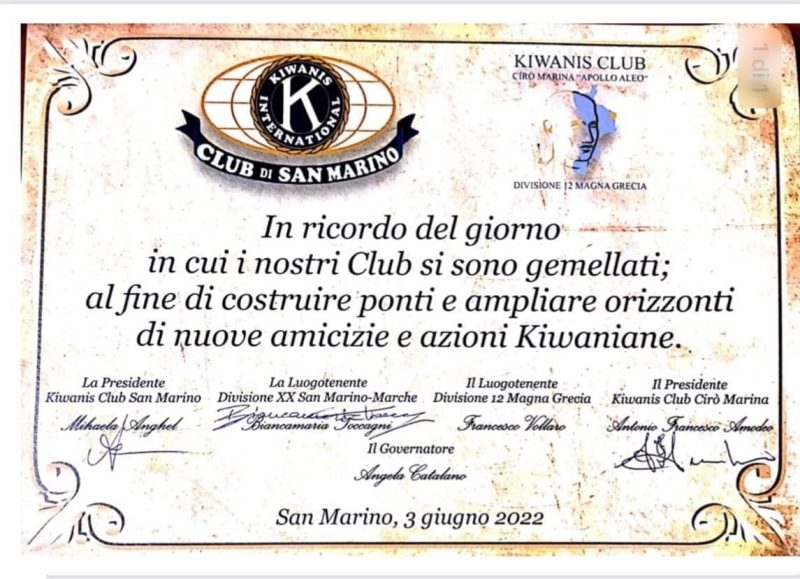 KIWANIS INTERNATIONAL
K
CLUB DI SAN MARINO
KIWANIS CLUB
CIRÒ MARINA "APOLLO ALEO"
DIVISIONE 12 MAGNA GRECIA
1 di 1
In ricordo del giorno
in cui i nostri Club si sono gemellati;
al fine di costruire ponti e ampliare orizzonti
di nuove amicizie e azioni Kiwaniane.
La Presidente
Kiwanis Club San Marino
Mihaela Anghel
La Luogotenente
Divisione XX San Marino-Marche
Biancamaria Toccagni
Il Luogotenente
Divisione 12 Magna Grecia
Francesco Vollaro
Il Presidente
Kiwanis Club Cirò Marina
Antonio Francesco Amodeo
Il Governatore
Angela Catalano
San Marino, 3 giugno 2022